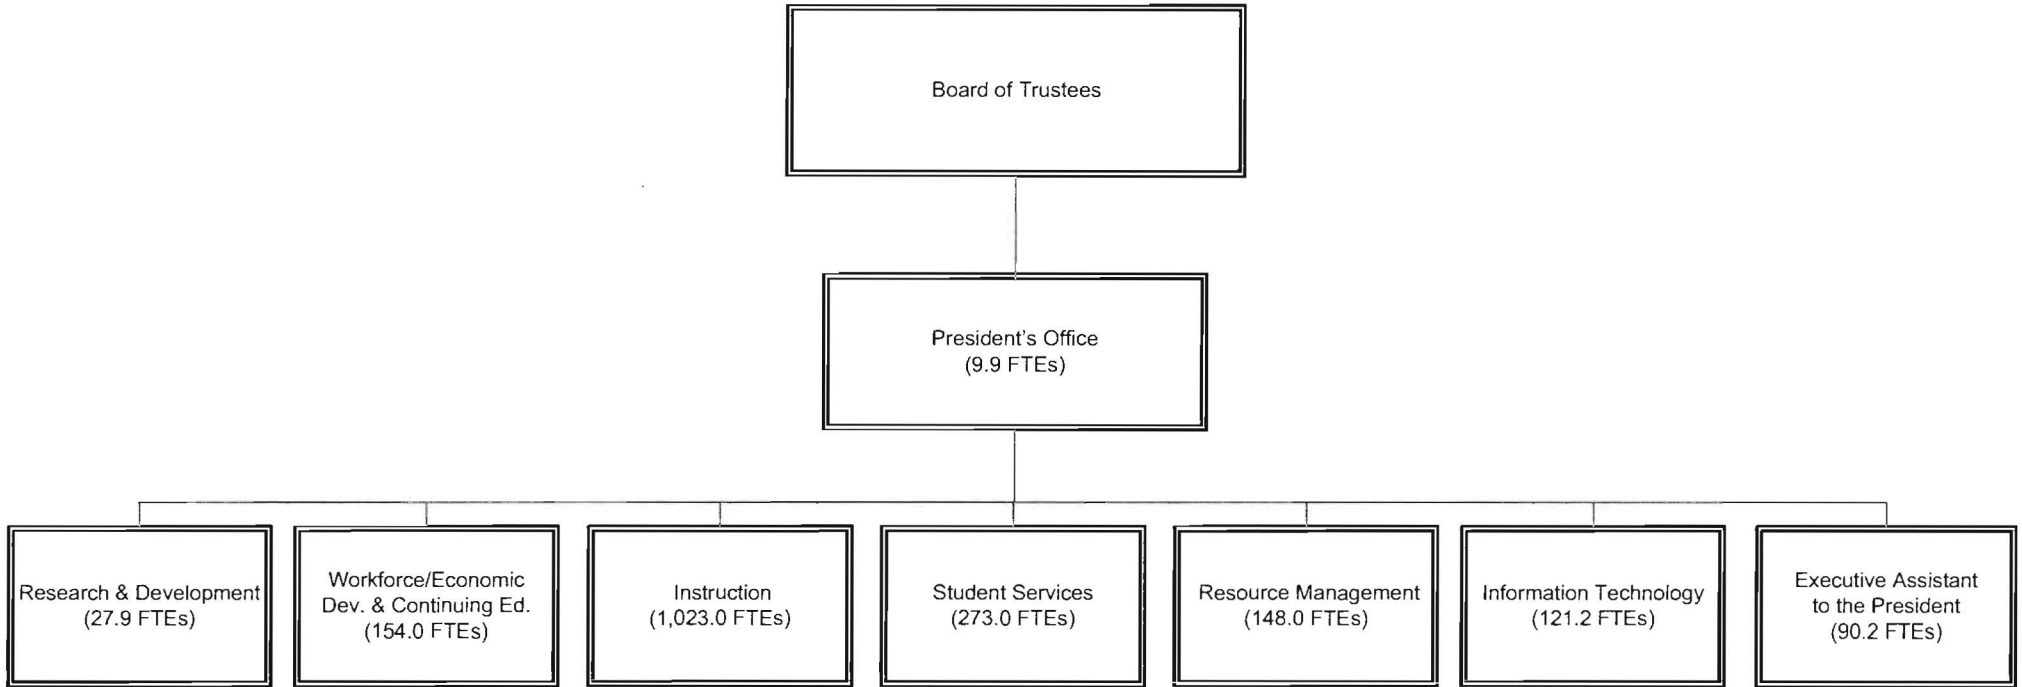 Board of Trustees
President's Office
(9.9 FTEs)
Research & Development
(27.9 FTEs)
Workforce/Economic
Dev. & Continuing Ed.
(154.0 FTEs)
Instruction
(1,023.0 FTEs)
Student Services
(273.0 FTEs)
Resource Management
(148.0 FTEs)
Information Technology
(121.2 FTEs)
Executive Assistant
to the President
(90.2 FTEs)